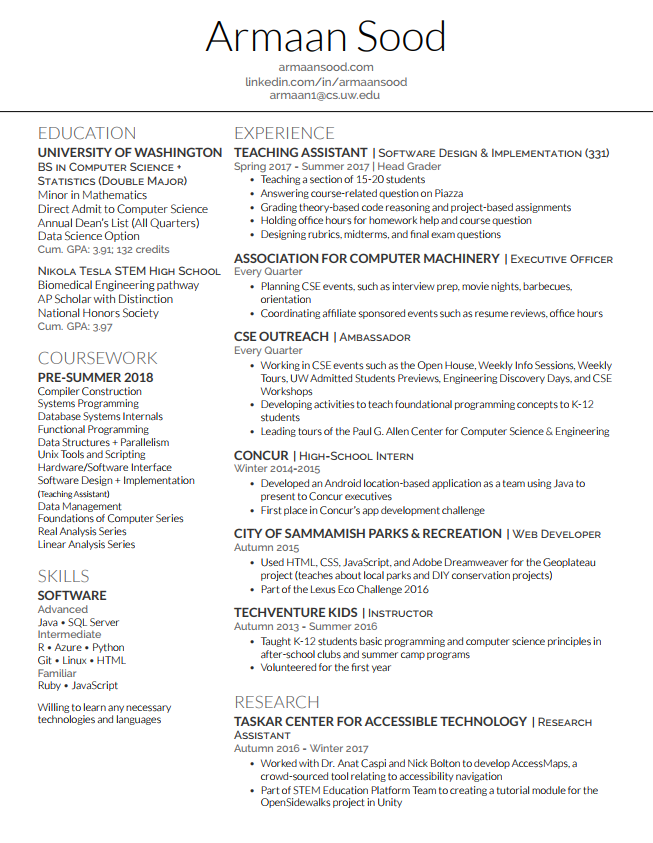 Armaan Sood
armaansood.com
linkedin.com/in/armaansood
armaan1@cs.uw.edu
EDUCATION
UNIVERSITY OF WASHINGTON
BS in Computer Science +
Statistics (Double Major)
Minor in Mathematics
Direct Admit to Computer Science
Annual Dean's List (All Quarters)
Data Science Option
Cum. GPA: 3.91; 132 credits
Nikola Tesla STEM High School
Biomedical Engineering pathway
AP Scholar with Distinction
National Honors Society
Cum. GPA: 3.97
COURSEWORK
PRE-SUMMER 2018
Compiler Construction
Systems Programming
Database Systems Internals
Functional Programming
Data Structures + Parallelism
Unix Tools and Scripting
Hardware/Software Interface
Software Design + Implementation
(Teaching Assistant)
Data Management
Foundations of Computer Series
Real Analysis Series
Linear Analysis Series
SKILLS
SOFTWARE
Advanced
Java • SQL Server
Intermediate
R • Azure • Python
Git • Linux • HTML
Familiar
Ruby • JavaScript
Willing to learn any necessary
technologies and languages
EXPERIENCE
TEACHING ASSISTANT | Software Design & Implementation (331)
Spring 2017 - Summer 2017 | Head Grader
• Teaching a section of 15-20 students
• Answering course-related question on Piazza
• Grading theory-based code reasoning and project-based assignments
• Holding office hours for homework help and course question
• Designing rubrics, midterms, and final exam questions
ASSOCIATION FOR COMPUTER MACHINERY | Executive Officer
Every Quarter
• Planning CSE events, such as interview prep, movie nights, barbecues,
orientation
• Coordinating affiliate sponsored events such as resume reviews, office hours
CSE OUTREACH | Ambassador
Every Quarter
• Working in CSE events such as the Open House, Weekly Info Sessions, Weekly
Tours, UW Admitted Students Previews, Engineering Discovery Days, and CSE
Workshops
• Developing activities to teach foundational programming concepts to K-12
students
• Leading tours of the Paul G. Allen Center for Computer Science & Engineering
CONCUR | High-School Intern
Winter 2014-2015
• Developed an Android location-based application as a team using Java to
present to Concur executives
• First place in Concur's app development challenge
CITY OF SAMMAMISH PARKS & RECREATION | Web Developer
Autumn 2015
• Used HTML, CSS, JavaScript, and Adobe Dreamweaver for the Geoplateau
project (teaches about local parks and DIY conservation projects)
• Part of the Lexus Eco Challenge 2016
TECHVENTURE KIDS | Instructor
Autumn 2013 - Summer 2016
• Taught K-12 students basic programming and computer science principles in
after-school clubs and summer camp programs
• Volunteered for the first year
RESEARCH
TASKAR CENTER FOR ACCESSIBLE TECHNOLOGY | Research
Assistant
Autumn 2016 - Winter 2017
• Worked with Dr. Anat Caspi and Nick Bolton to develop AccessMaps, a
crowd-sourced tool relating to accessibility navigation
• Part of STEM Education Platform Team to creating a tutorial module for the
OpenSidewalks project in Unity